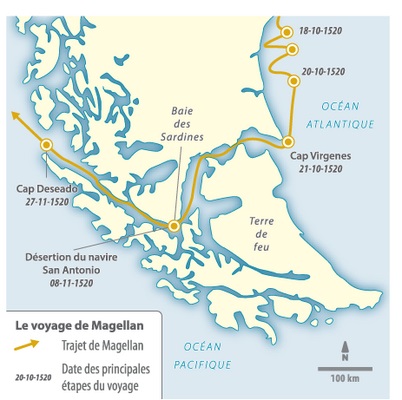 18-10-1520
20-10-1520
OCÉAN
ATLANTIQUE
Baie
des
Sardines
Cap Virgenes
21-10-1520
Cap Deseado
27-11-1520
Terre
de
feu
Désertion du navire
San Antonio
08-11-1520
OCÉAN
PACIFIQUE
Le voyage de Magellan
Trajet de Magellan
20-10-1520 Date des principales
étapes du voyage
N
100 km